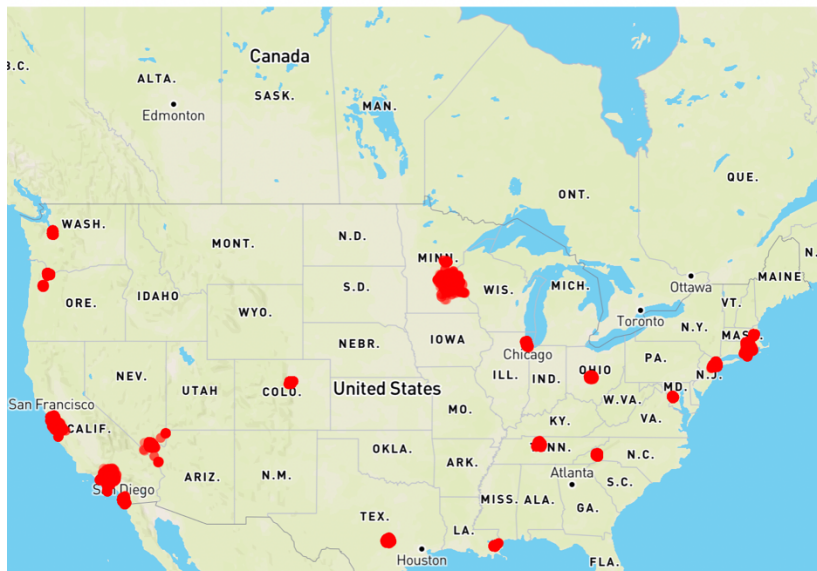 Canada
B.C.
ALTA.
SASK.
MAN.
Edmonton
ONT.
QUE.
WASH.
MONT.
N.D.
MINN.
Ottawa
MAINE
N.
ORE.
IDAHO
S.D.
WIS.
MICH.
VT.
Toronto
WYO.
N.Y.
MASS.
IOWA
NEBR.
Chicago
PA.
NEV.
UTAH
COLO.
United States
ILL.
IND.
OHIO
N.J.
MD.
San Francisco
CALIF.
MO.
W.VA.
VA.
KY.
OKLA.
TENN.
N.C.
ARIZ.
N.M.
ARK.
Atlanta
San Diego
S.C.
MISS.
ALA.
GA.
TEX.
LA.
Houston
FLA.